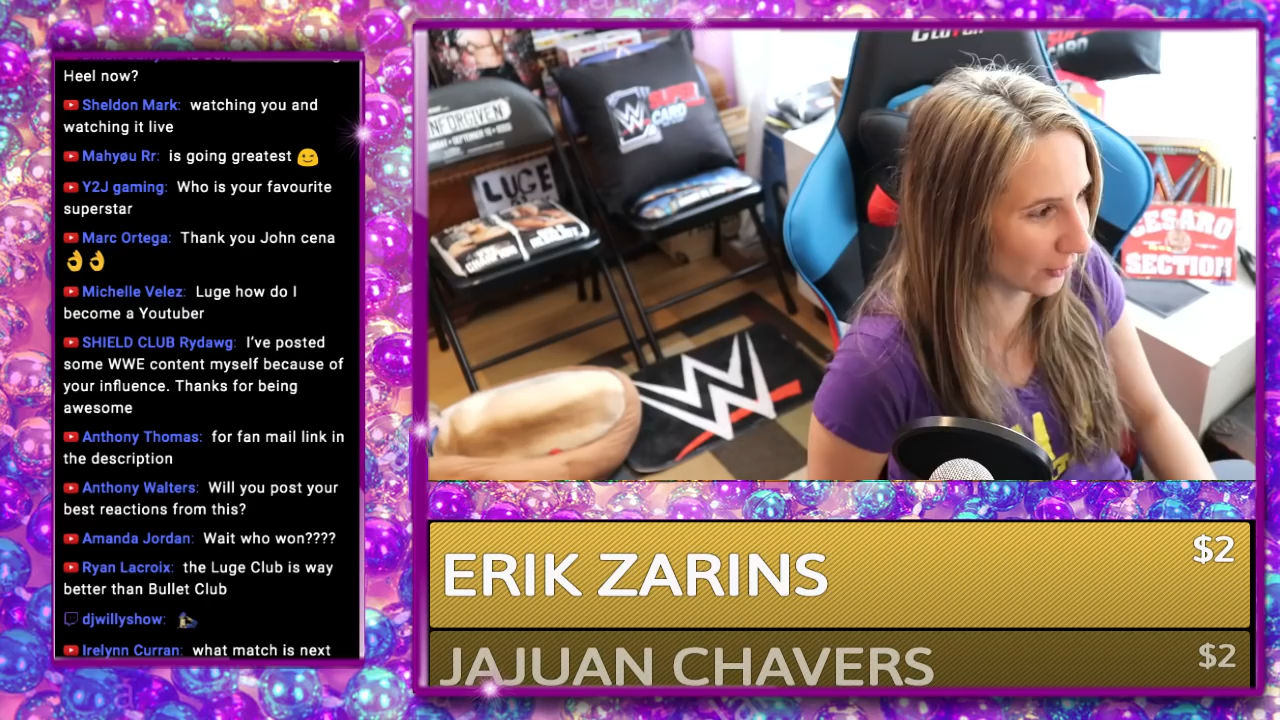 Heel now?
Sheldon Mark: watching you and
watching it live
Mahyøu Rr: is going greatest
Y2J gaming: Who is your favourite
superstar
Marc Ortega: Thank you John cena
Michelle Velez: Luge how do I
become a Youtuber
SHIELD CLUB Rydawg: I've posted
some WWE content myself because of
your influence. Thanks for being
awesome
Anthony Thomas: for fan mail link in
the description
Anthony Walters: Will you post your
best reactions from this?
Amanda Jordan: Wait who won????
Ryan Lacroix: the Luge Club is way
better than Bullet Club
djwillyshow:
Irelynn Curran: what match is next
NFORGIVEN
LUGE
SUPER
CARD
CARD
CESARO
SECTION
ERIK ZARINS
$2
JAJUAN CHAVERS
$2